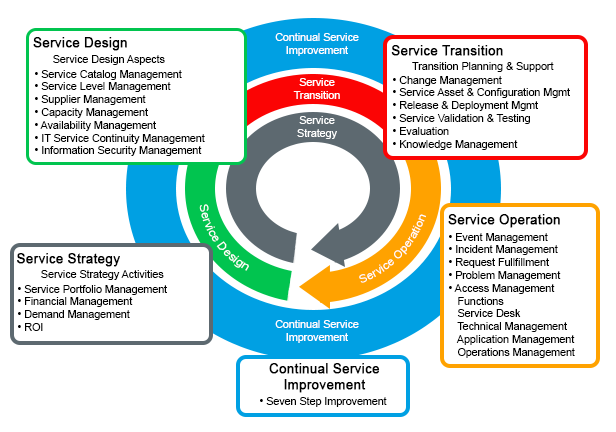 Service Design
Service Design Aspects
• Service Catalog Management
• Service Level Management
• Supplier Management
• Capacity Management
• Availability Management
• IT Service Continuity Management
• Information Security Management
Continual Service
Improvement
Service
Transition
Service
Strategy
Service Transition
Transition Planning & Support
• Change Management
• Service Asset & Configuration Mgmt
• Release & Deployment Mgmt
• Service Validation & Testing
• Evaluation
• Knowledge Management
Service Design
Service Operation
Service Strategy
Service Strategy Activities
• Service Portfolio Management
• Financial Management
• Demand Management
• ROI
Service Operation
• Event Management
• Incident Management
• Request Fullfillment
• Problem Management
• Access Management
Functions
Service Desk
Technical Management
Application Management
Operations Management
Continual Service
Improvement
Continual Service
Improvement
• Seven Step Improvement